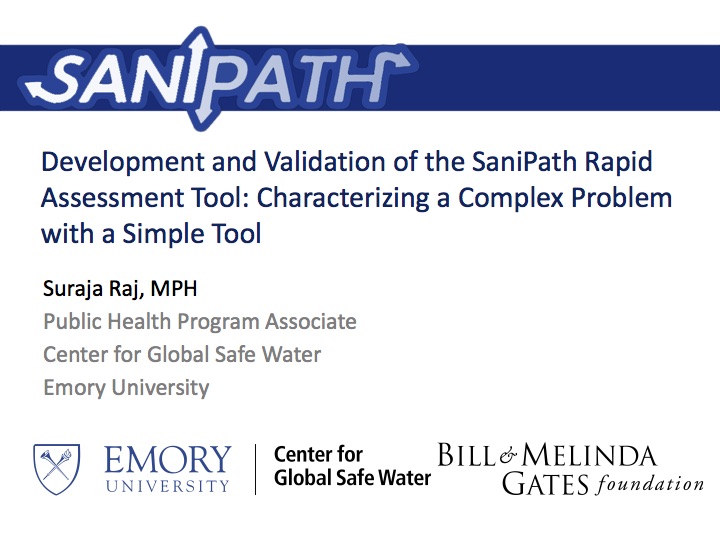 SANIPATH
Development and Validation of the SaniPath Rapid
Assessment Tool: Characterizing a Complex Problem
with a Simple Tool
Suraja Raj, MPH
Public Health Program Associate
Center for Global Safe Water
Emory University
EMORY
UNIVERSITY
Center for
Global Safe Water
BILL & MELINDA
GATES foundation